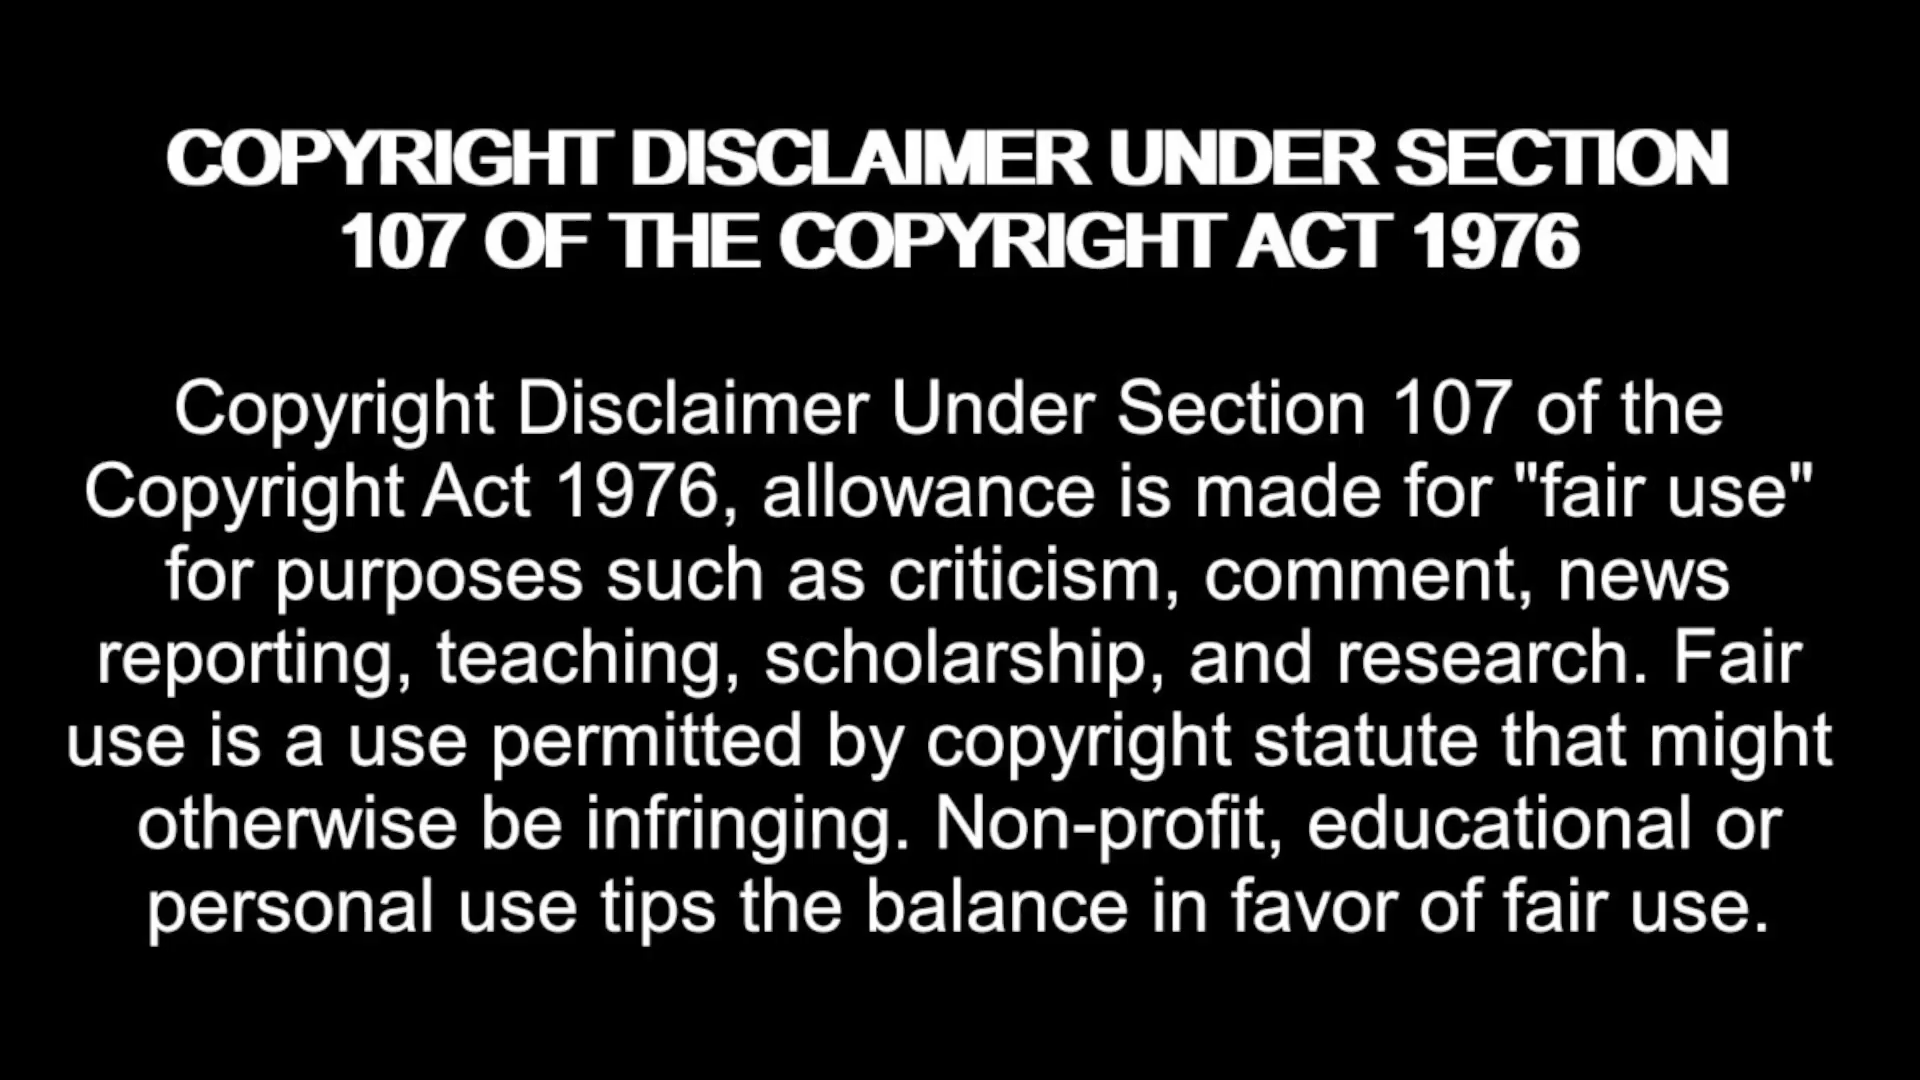 COPYRIGHT DISCLAIMER UNDER SECTION
107 OF THE COPYRIGHT ACT 1976
Copyright Disclaimer Under Section 107 of the
Copyright Act 1976, allowance is made for "fair use"
for purposes such as criticism, comment, news
reporting, teaching, scholarship, and research. Fair
use is a use permitted by copyright statute that might
otherwise be infringing. Non-profit, educational or
personal use tips the balance in favor of fair use.